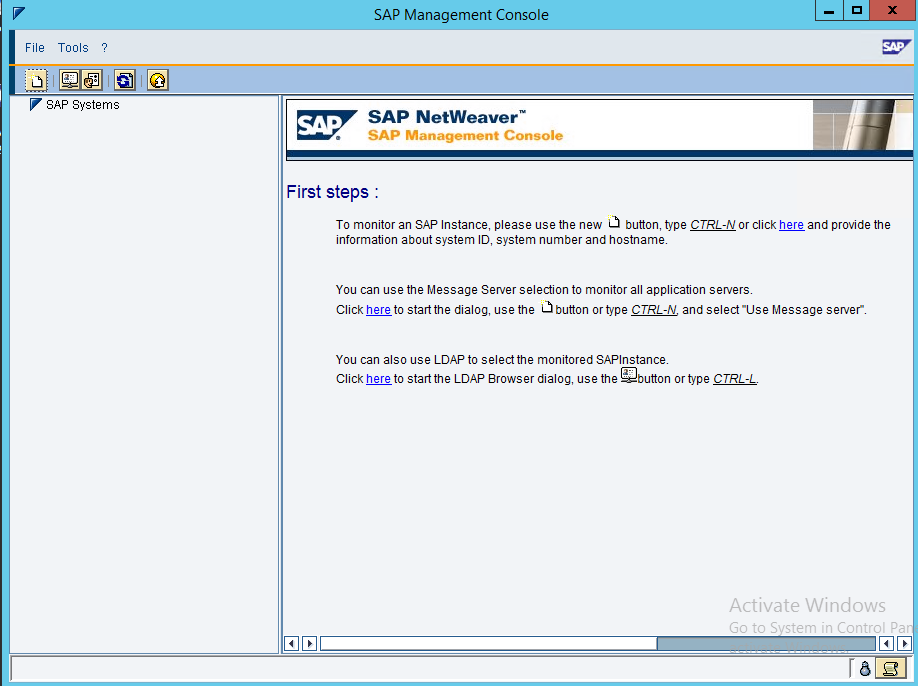 SAP Management Console
File Tools ?
SAP
SAP Systems
SAP SAP NetWeaver™
SAP Management Console
First steps :
To monitor an SAP Instance, please use the new button, type CTRL-N or click here and provide the
information about system ID, system number and hostname.
You can use the Message Server selection to monitor all application servers.
Click here to start the dialog, use the button or type CTRL-N, and select "Use Message server".
You can also use LDAP to select the monitored SAPInstance.
Click here to start the LDAP Browser dialog, use the button or type CTRL-L.
Activate Windows
Go to System in Control Pan